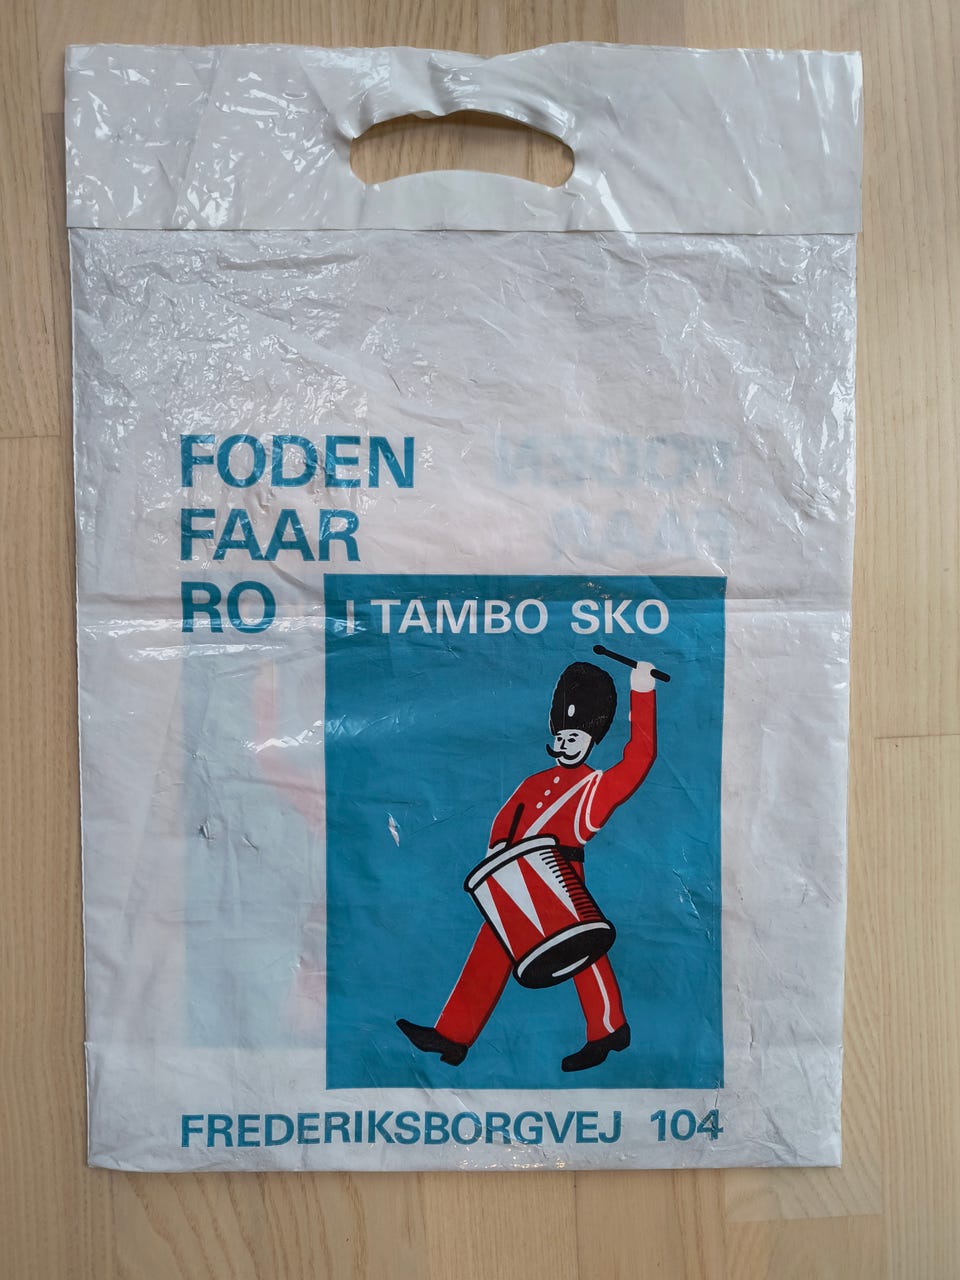 FODEN
FAAR
RO
I TAMBO SKO
FREDERIKSBORGVEJ 104